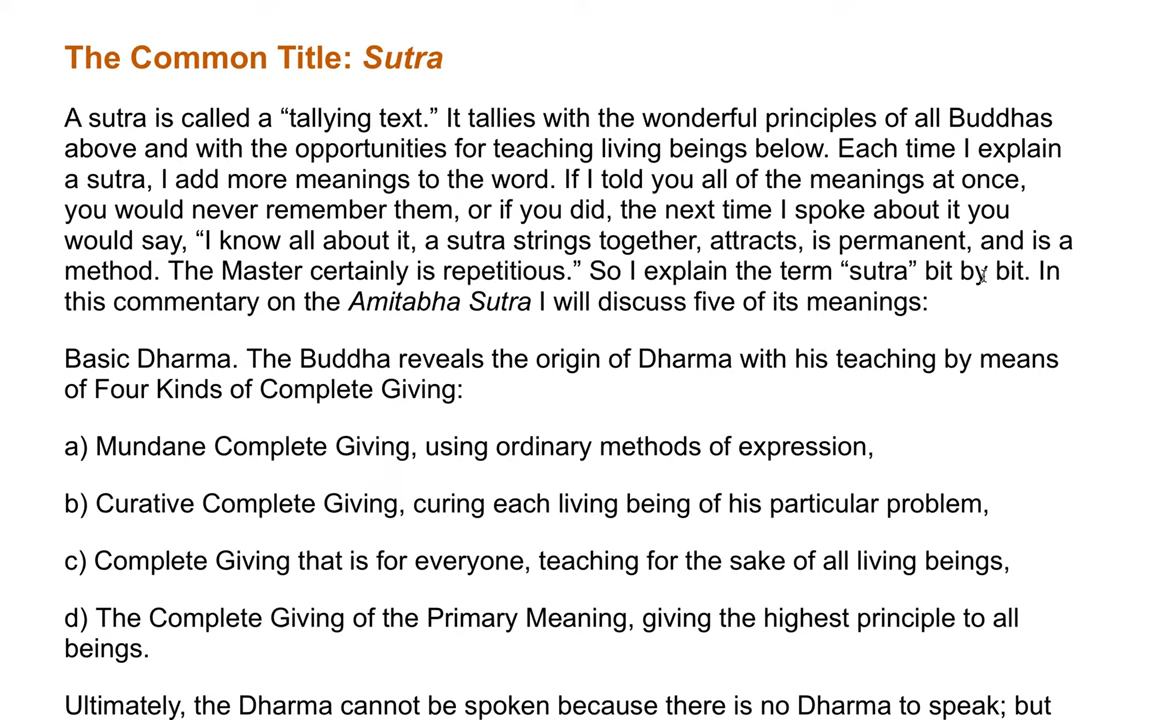 The Common Title: Sutra
A sutra is called a “tallying text.” It tallies with the wonderful principles of all Buddhas
above and with the opportunities for teaching living beings below. Each time I explain
a sutra, I add more meanings to the word. If I told you all of the meanings at once,
you would never remember them, or if you did, the next time I spoke about it you
would say, “I know all about it, a sutra strings together, attracts, is permanent, and is a
method. The Master certainly is repetitious.” So I explain the term “sutra” bit by bit. In
this commentary on the Amitabha Sutra I will discuss five of its meanings:
Basic Dharma. The Buddha reveals the origin of Dharma with his teaching by means
of Four Kinds of Complete Giving:
a) Mundane Complete Giving, using ordinary methods of expression,
b) Curative Complete Giving, curing each living being of his particular problem,
c) Complete Giving that is for everyone, teaching for the sake of all living beings,
d) The Complete Giving of the Primary Meaning, giving the highest principle to all
beings.
Ultimately, the Dharma cannot be spoken because there is no Dharma to speak; but